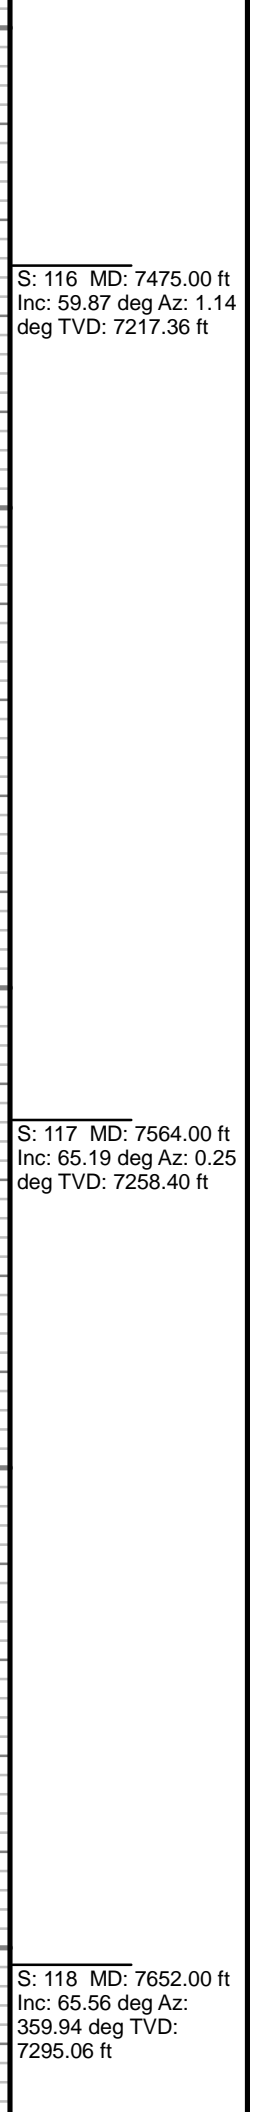 S: 116 MD: 7475.00 ft
Inc: 59.87 deg Az: 1.14
deg TVD: 7217.36 ft
S: 117 MD: 7564.00 ft
Inc: 65.19 deg Az: 0.25
deg TVD: 7258.40 ft
S: 118 MD: 7652.00 ft
Inc: 65.56 deg Az:
359.94 deg TVD:
7295.06 ft